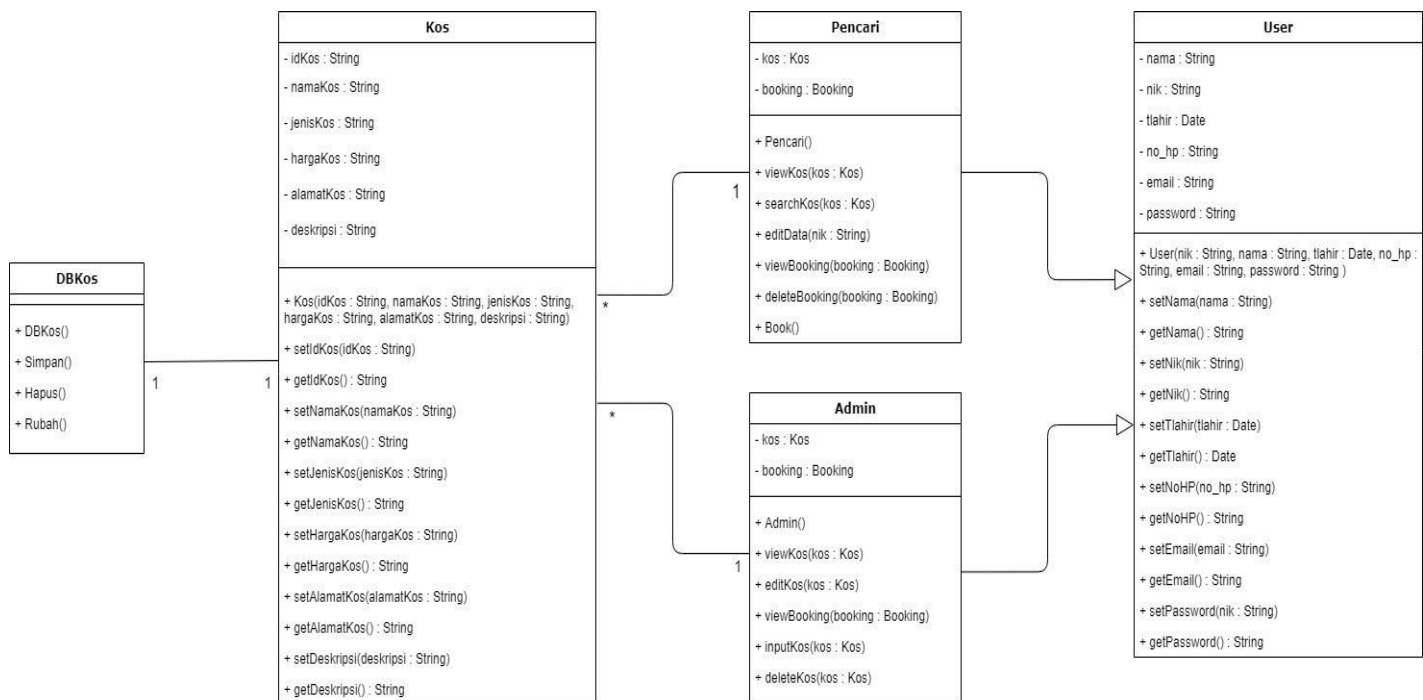 DBKos
+ DBKos()
+ Simpan()
+ Hapus()
+ Rubah()
1
1
Kos
- idKos : String
- namaKos : String
- jenisKos : String
- hargaKos : String
- alamatKos : String
- deskripsi : String
+ Kos(idKos : String, namaKos : String, jenisKos : String,
hargaKos : String, alamatKos : String, deskripsi : String)
+ setIdKos(idKos : String)
+ getIdKos() : String
+ setNamaKos(namaKos : String)
+ getNamaKos() : String
+ setJenisKos(jenisKos : String)
+ getJenisKos() : String
+ setHargaKos(hargaKos : String)
+ getHargaKos() : String
+ setAlamatKos(alamatKos : String)
+ getAlamatKos() : String
+ setDeskripsi(deskripsi : String)
+ getDeskripsi() : String
*
1
*
1
Pencari
- kos : Kos
- booking : Booking
+ Pencari()
+ viewKos(kos : Kos)
+ searchKos(kos : Kos)
+ editData(nik : String)
+ viewBooking(booking : Booking)
+ deleteBooking(booking : Booking)
+ Book()
Admin
- kos : Kos
- booking : Booking
+ Admin()
+ viewKos(kos : Kos)
+ editKos(kos : Kos)
+ viewBooking(booking : Booking)
+ inputKos(kos : Kos)
+ deleteKos(kos : Kos)
User
- nama : String
- nik : String
- tlahir : Date
- no_hp : String
- email : String
- password : String
+ User(nik : String, nama : String, tlahir : Date, no_hp :
String, email : String, password : String )
+ setNama(nama : String)
+ getNama() : String
+ setNik(nik : String)
+ getNik() : String
+ setTlahir(tlahir : Date)
+ getTlahir() : Date
+ setNoHP(no_hp : String)
+ getNoHP() : String
+ setEmail(email : String)
+ getEmail() : String
+ setPassword(nik : String)
+ getPassword() : String